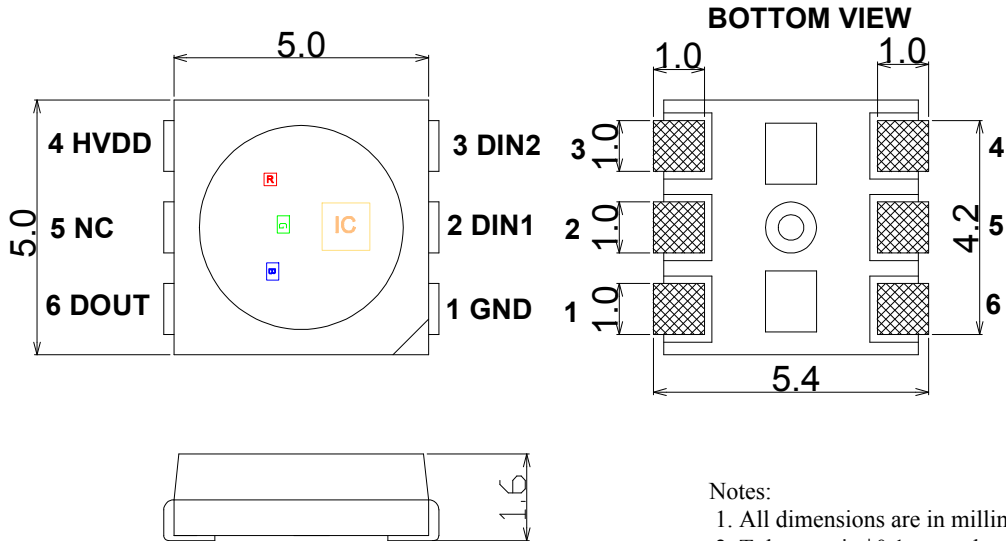 BOTTOM VIEW
5.0
1.0
1.0
4 HVDD
3 DIN2
3
1.0
4
R
5.0
5 NC
G
IC
2 DIN1
2
1.0
4.2
5
B
6 DOUT
1 GND
1
1.0
6
5.4
1.6
Notes:
1. All dimensions are in